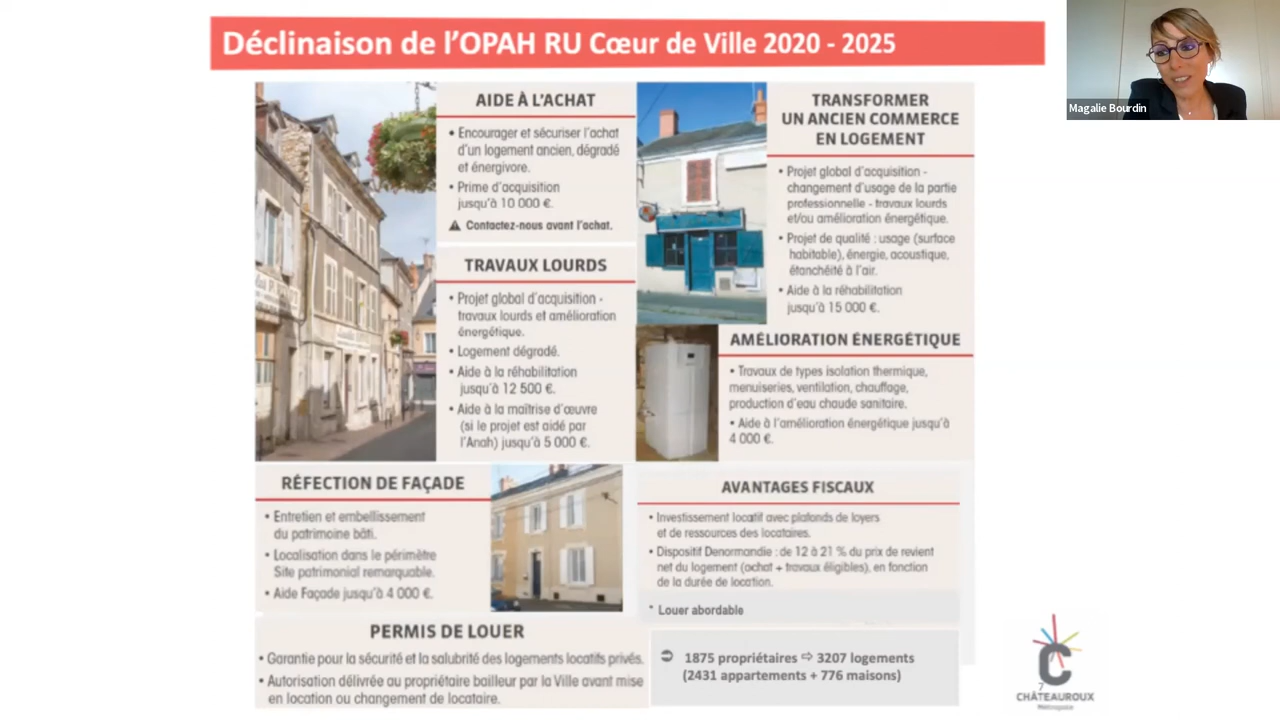 Déclinaison de l'OPAH RU Cœur de Ville 2020 - 2025
Magalie Bourdin
AIDE À L'ACHAT
• Encourager et sécuriser l'achat
d'un logement ancien, dégradé
et énergivore.
• Prime d'acquisition
jusqu'à 10 000 €.
Contactez-nous avant l'achat.
TRAVAUX LOURDS
• Projet global d'acquisition -
travaux lourds et amélioration
énergétique.
• Logement dégradé.
• Aide à la réhabilitation
jusqu'à 12 500 €.
• Aide à la maîtrise d'œuvre
(si le projet est aidé par
l'Anah) jusqu'à 5 000 €.
TRANSFORMER
UN ANCIEN COMMERCE
EN LOGEMENT
• Projet global d'acquisition -
changement d'usage de la partie
professionnelle - travaux lourds
et/ou amélioration énergétique.
• Projet de qualité : usage (surface
habitable), énergie, acoustique,
étanchéité à l'air.
• Aide à la réhabilitation
jusqu'à 15 000 €.
AMÉLIORATION ÉNERGÉTIQUE
• Travaux de types isolation thermique,
menuiseries, ventilation, chauffage,
production d'eau chaude sanitaire.
• Aide à l'amélioration énergétique jusqu'à
4 000 €.
RÉFECTION DE FAÇADE
• Entretien et embellissement
du patrimoine bâti.
• Localisation dans le périmètre
Site patrimonial remarquable.
• Aide Façade jusqu'à 4 000 €.
AVANTAGES FISCAUX
• Investissement locatif avec plafonds de loyers
et de ressources des locataires.
• Dispositif Denormandie : de 12 à 21 % du prix de revient
net du logement (achat + travaux éligibles), en fonction
de la durée de location.
* Louer abordable
PERMIS DE LOUER
• Garantie pour la sécurité et la salubrité des logements locatifs privés.
• Autorisation délivrée au propriétaire bailleur par la Ville avant mise
en location ou changement de locataire.
1875 propriétaires ⇨ 3207 logements
(2431 appartements + 776 maisons)
7
CHÂTEAUROUX
Métropole